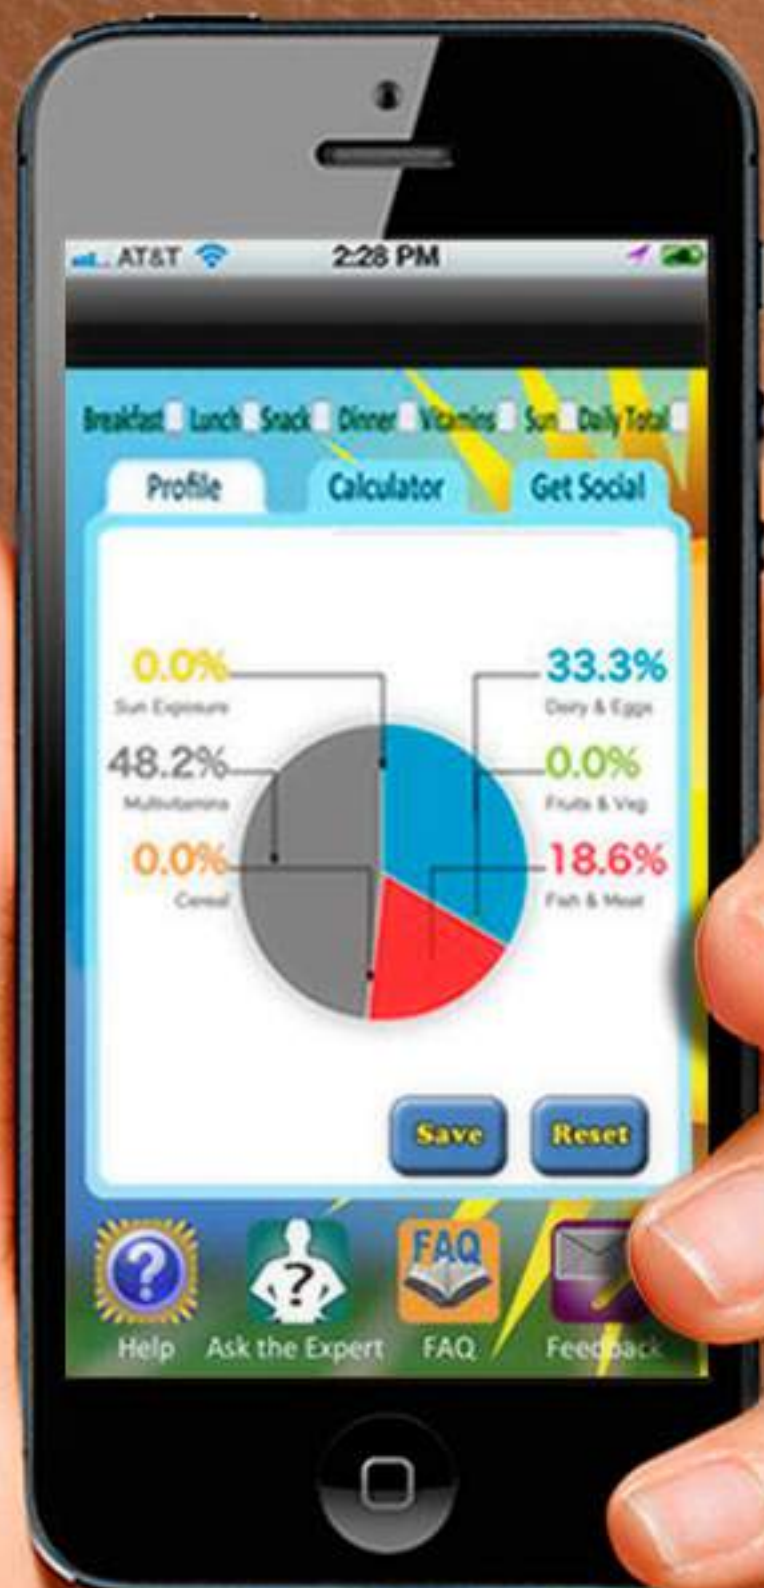 AT&T 2:28 PM
Breakfast Lunch Snack Dinner Vitamins Sun Daily Total
Profile Calculator Get Social
0.0% 33.3%
Sun Exposure Dairy & Eggs
48.2% 0.0%
Multivitamins Fruits & Veg
0.0% 18.6%
Cereal Fish & Meat
Save Reset
FAQ
Help Ask the Expert FAQ Feedback